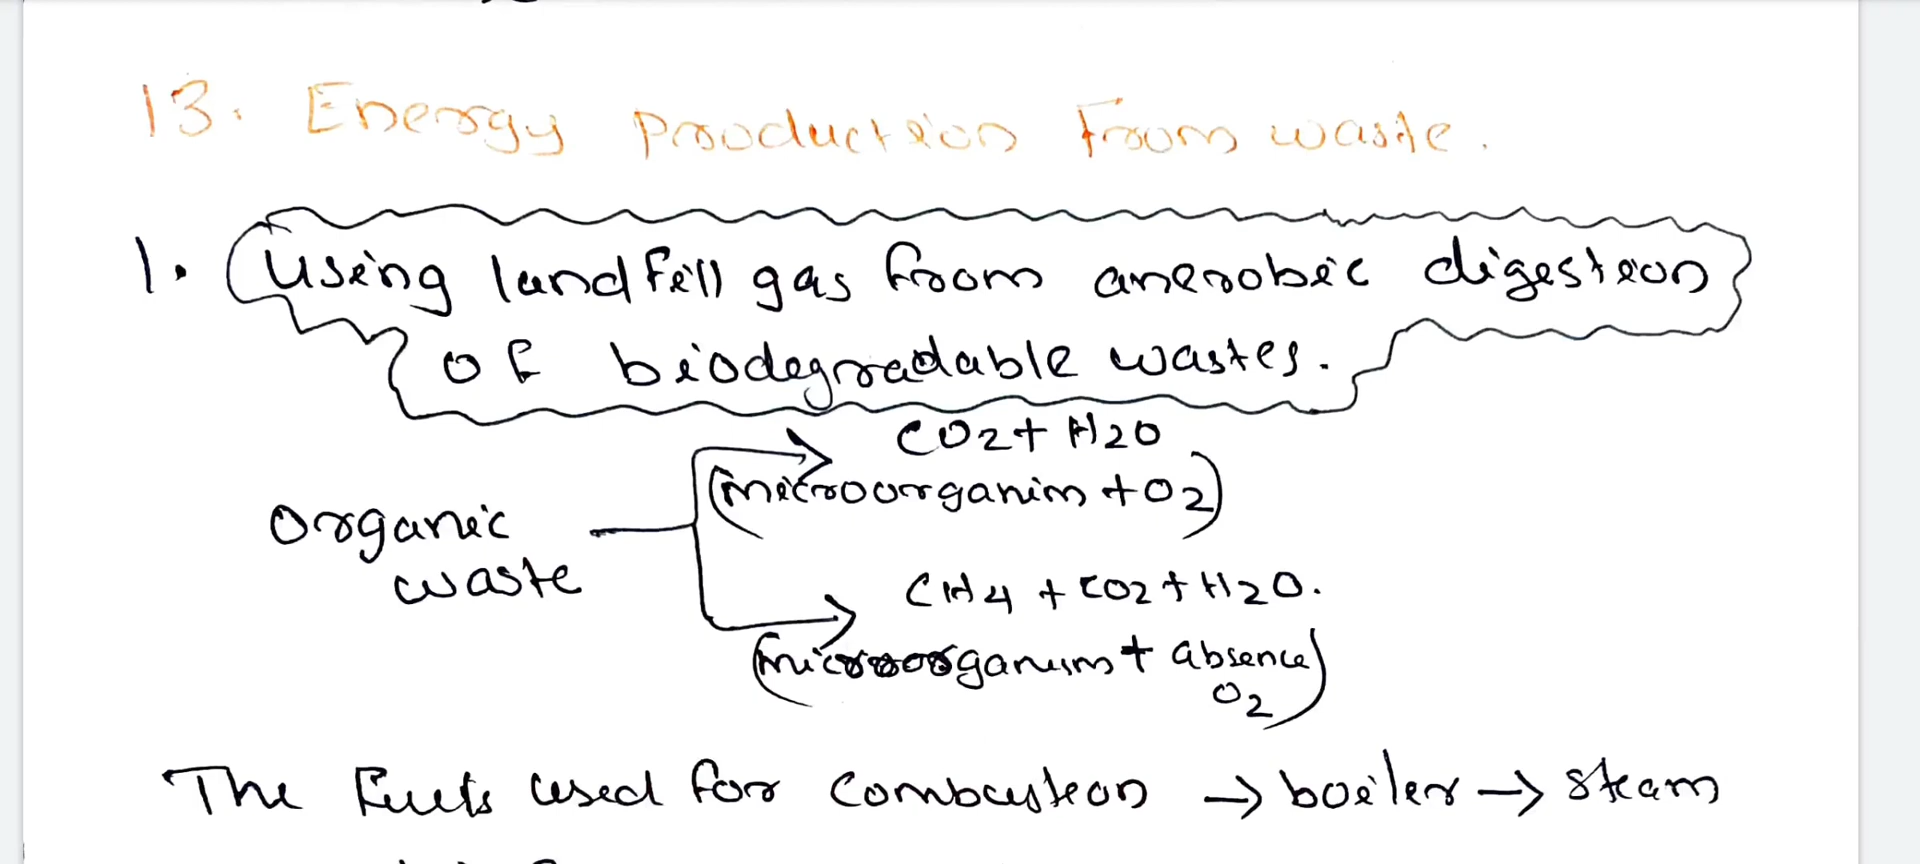 13. Energy production from waste.
1. Using landfill gas from anerobic digestion
of biodegradable wastes.
CO2+ H2O
(microorganim +O2)
Organic
waste
CH4 + CO2 + H2O.
(microorganism + absence
O2)
The fuels used for combustion → boiler → steam